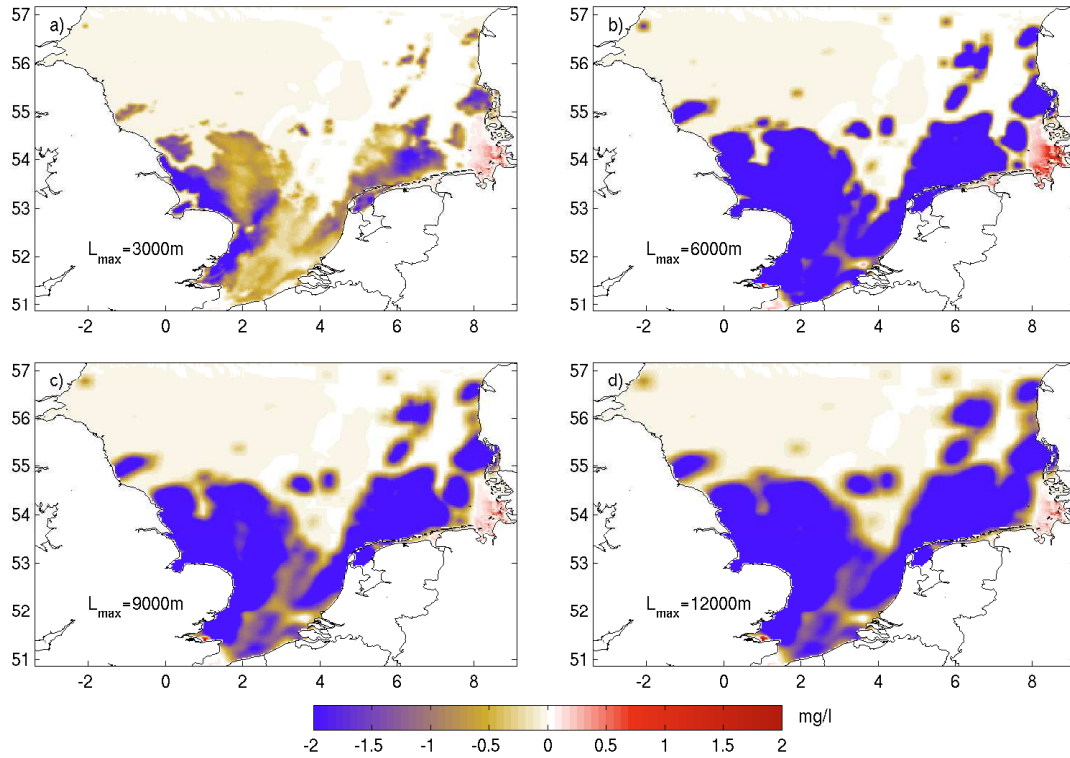 57 a) 57 b)
56 56
55 55
54 54
53 53
52 L_max=3000m 52 L_max=6000m
51 51
-2 0 2 4 6 8 -2 0 2 4 6 8
57 c) 57 d)
56 56
55 55
54 54
53 53
52 L_max=9000m 52 L_max=12000m
51 51
-2 0 2 4 6 8 -2 0 2 4 6 8
mg/l
-2 -1.5 -1 -0.5 0 0.5 1 1.5 2